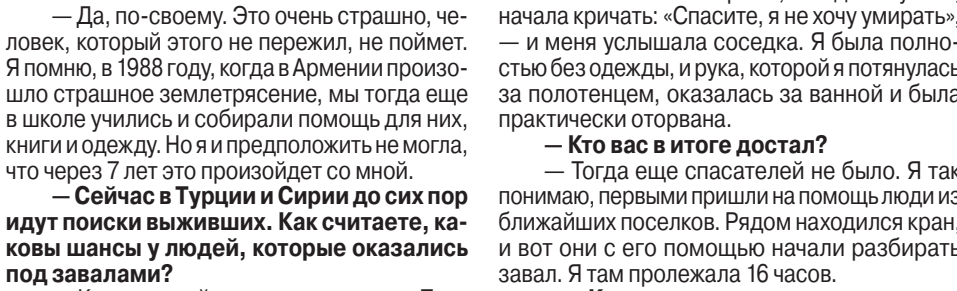 — Да, по-своему. Это очень страшно, че-
ловек, который этого не пережил, не поймет.
Я помню, в 1988 году, когда в Армении произо-
шло страшное землетрясение, мы тогда еще
в школе учились и собирали помощь для них,
книги и одежду. Но я и предположить не могла,
что через 7 лет это произойдет со мной.
— Сейчас в Турции и Сирии до сих пор
идут поиски выживших. Как считаете, ка-
ковы шансы у людей, которые оказались
под завалами?
начала кричать: «Спасите, я не хочу умирать»,
— и меня услышала соседка. Я была полно-
стью без одежды, и рука, которой я потянулась
за полотенцем, оказалась за ванной и была
практически оторвана.
— Кто вас в итоге достал?
— Тогда еще спасателей не было. Я так
понимаю, первыми пришли на помощь люди из
ближайших поселков. Рядом находился кран,
и вот они с его помощью начали разбирать
завал. Я там пролежала 16 часов.